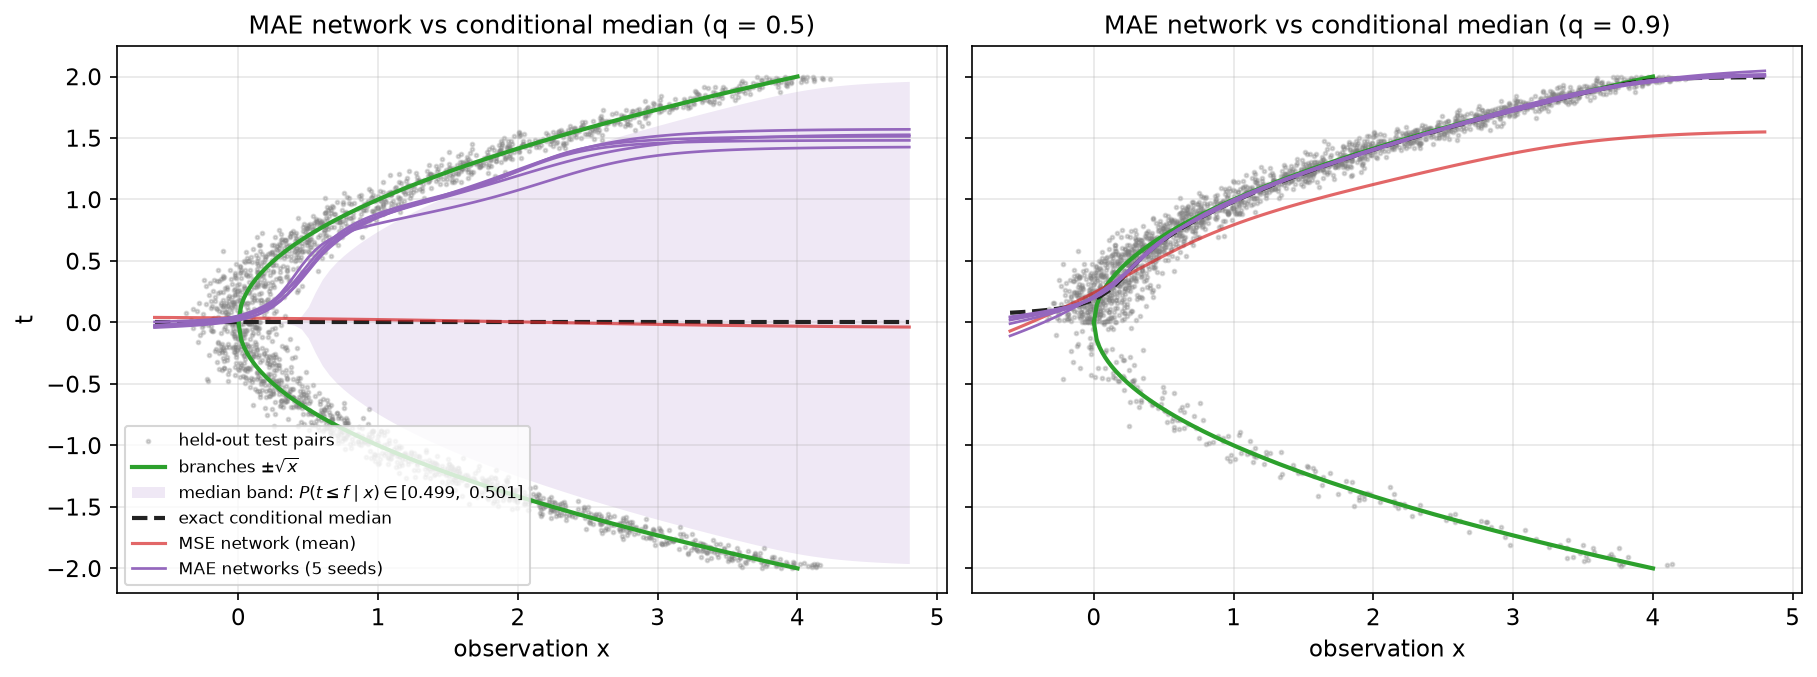 MAE network vs conditional median (q = 0.5)
MAE network vs conditional median (q = 0.9)
t
2.0
1.5
1.0
0.5
0.0
−0.5
−1.0
−1.5
−2.0
held-out test pairs
branches ±√x
median band: P(t ≤ f | x) ∈ [0.499, 0.501]
exact conditional median
MSE network (mean)
MAE networks (5 seeds)
0 1 2 3 4 5
0 1 2 3 4 5
observation x
observation x